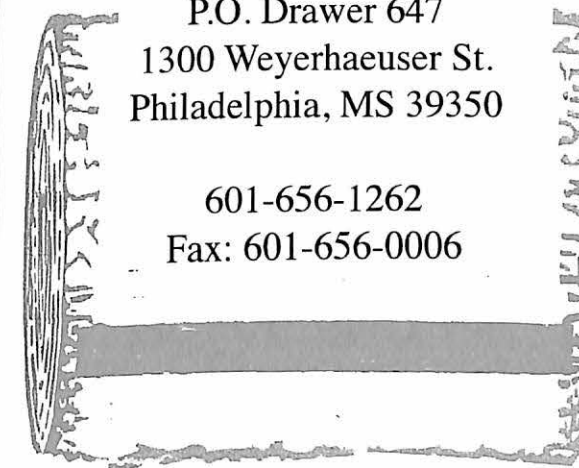 P.O. Drawer 647
1300 Weyerhaeuser St.
Philadelphia, MS 39350
601-656-1262
Fax: 601-656-0006